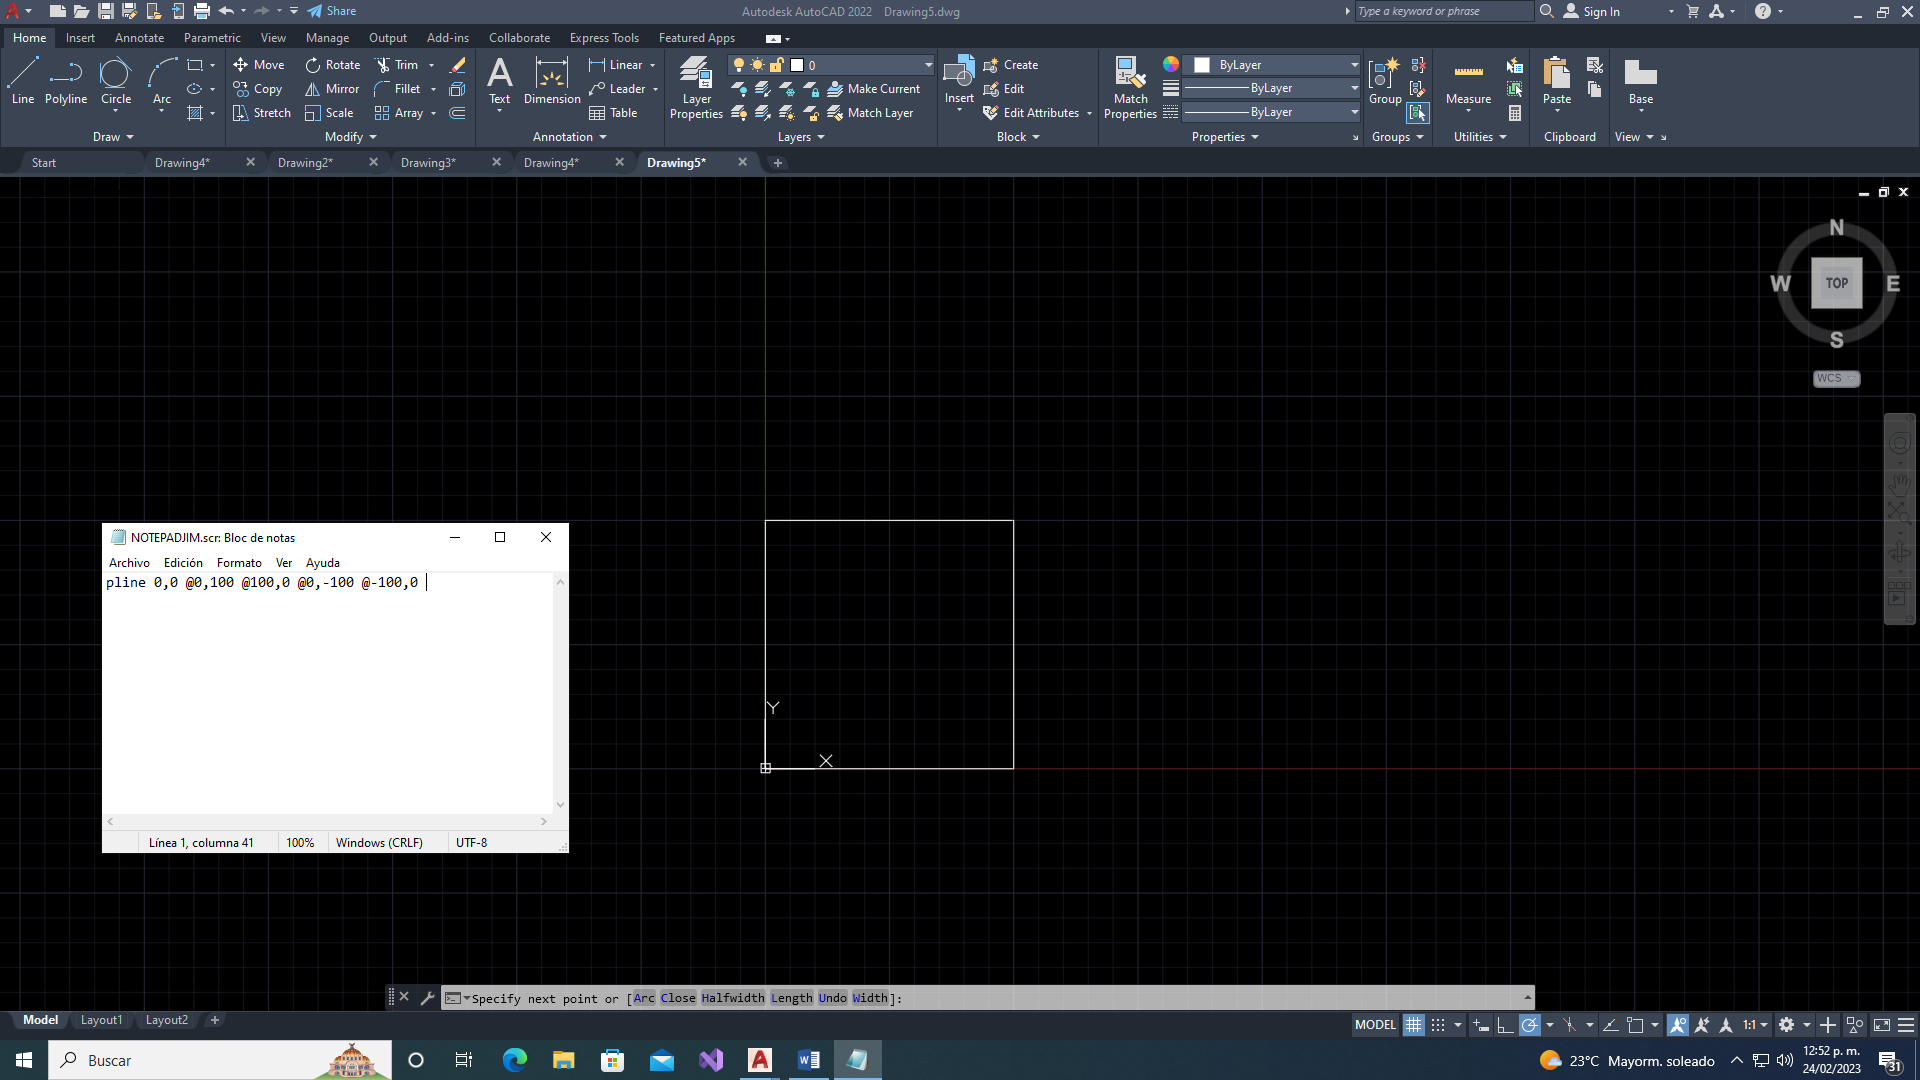 Share
Autodesk AutoCAD 2022 Drawing5.dwg
Type a keyword or phrase
Sign In
Home Insert Annotate Parametric View Manage Output Add-ins Collaborate Express Tools Featured Apps
Line Polyline Circle Arc
Move Rotate Trim
Copy Mirror Fillet
Stretch Scale Array
Text Dimension
Linear
Leader
Table
Layer Properties
0
Make Current
Match Layer
Insert
Create
Edit
Edit Attributes
Match Properties
ByLayer
ByLayer
ByLayer
Group
Measure
Paste
Base
Draw Modify Annotation Layers Block Properties Groups Utilities Clipboard View
Start Drawing4* Drawing2* Drawing3* Drawing4* Drawing5*
N
W TOP E
S
WCS
NOTEPADJIM.scr: Bloc de notas
Archivo Edición Formato Ver Ayuda
pline 0,0 @0,100 @100,0 @0,-100 @-100,0
Línea 1, columna 41 100% Windows (CRLF) UTF-8
Y
X
Specify next point or [Arc Close Halfwidth Length Undo Width]:
Model Layout1 Layout2
MODEL 1:1
Buscar
23°C Mayorm. soleado
12:52 p. m.
24/02/2023
31